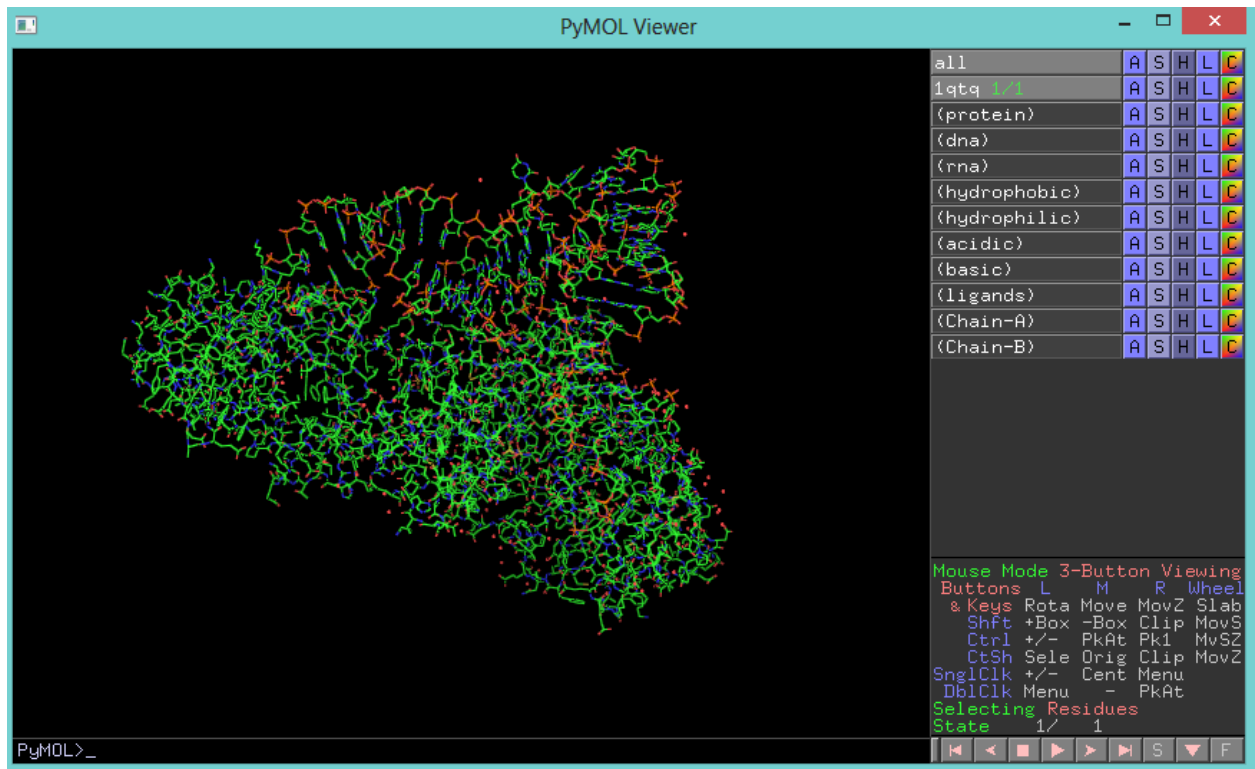 PyMOL Viewer
all A S H L C
1qtq 1/1 A S H L C
(protein) A S H L C
(dna) A S H L C
(rna) A S H L C
(hydrophobic) A S H L C
(hydrophilic) A S H L C
(acidic) A S H L C
(basic) A S H L C
(ligands) A S H L C
(Chain-A) A S H L C
(Chain-B) A S H L C
Mouse Mode 3-Button Viewing
Buttons L M R Wheel
& Keys Rota Move MovZ Slab
Shft +Box -Box Clip MovS
Ctrl +/- PkAt Pk1 MvSZ
CtSh Sele Orig Clip MovZ
SnglClk +/- Cent Menu
DblClk Menu - PkAt
Selecting Residues
State 1/ 1
PyMOL>_
S F